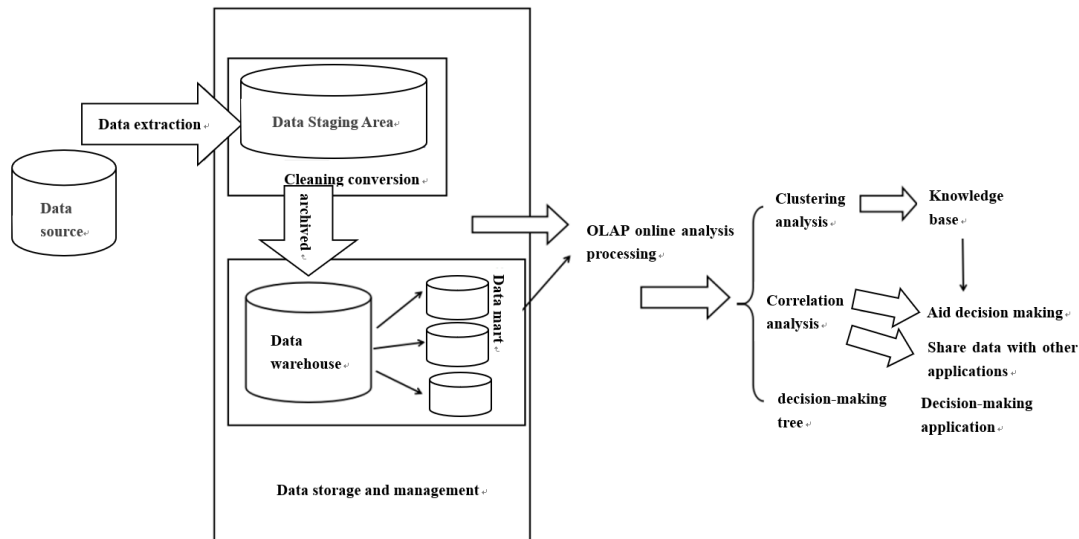 Data extraction
Data
source
Data Staging Area
Cleaning conversion
archived
Data
warehouse
Data mart
Data storage and management
OLAP online analysis
processing
Clustering
analysis
Knowledge
base
Correlation
analysis
Aid decision making
Share data with other
applications
decision-making
tree
Decision-making
application